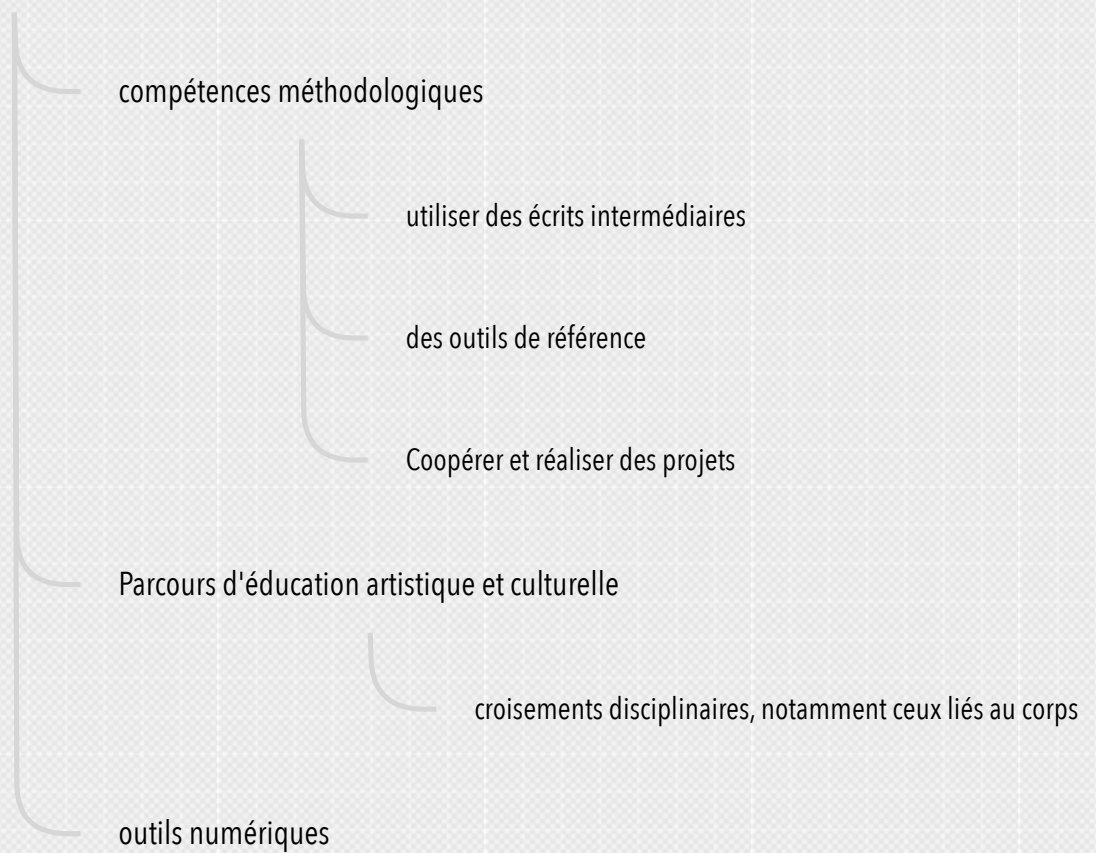 compétences méthodologiques
utiliser des écrits intermédiaires
des outils de référence
Coopérer et réaliser des projets
Parcours d'éducation artistique et culturelle
croisements disciplinaires, notamment ceux liés au corps
outils numériques